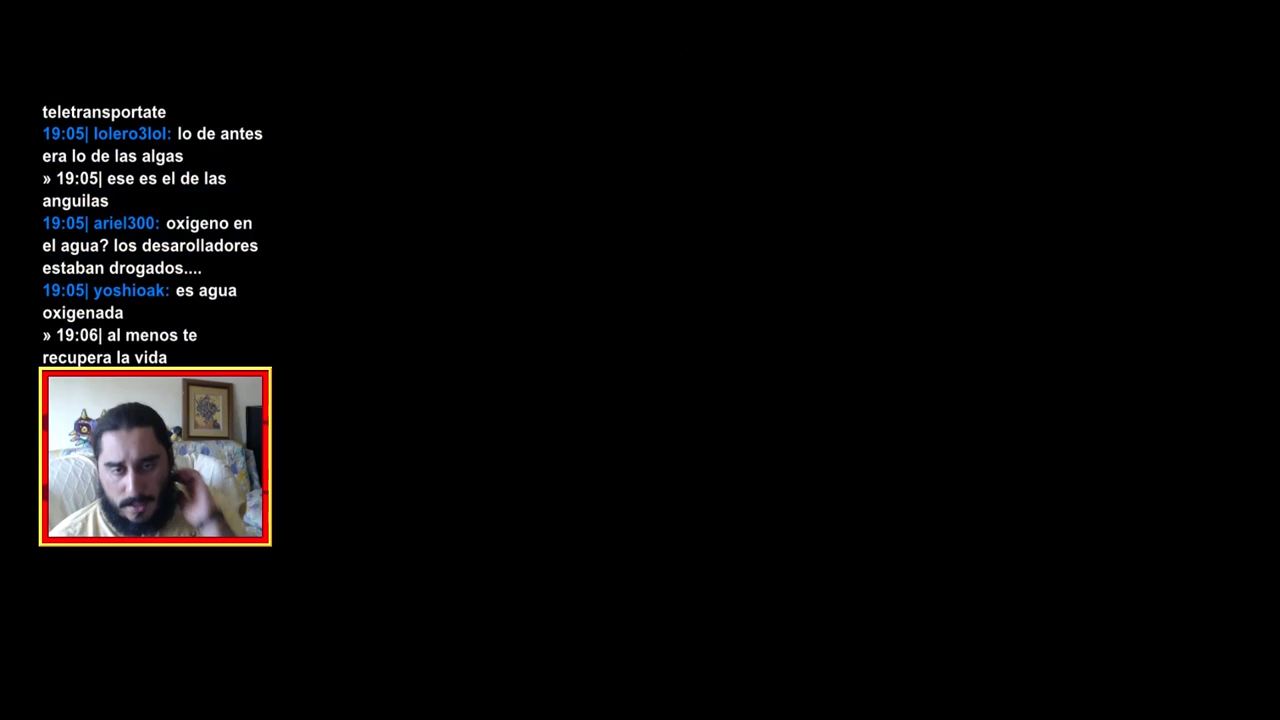 teletransportate
19:05| lolero3lol: lo de antes
era lo de las algas
» 19:05| ese es el de las
anguilas
19:05| ariel300: oxigeno en
el agua? los desarolladores
estaban drogados....
19:05| yoshioak: es agua
oxigenada
» 19:06| al menos te
recupera la vida